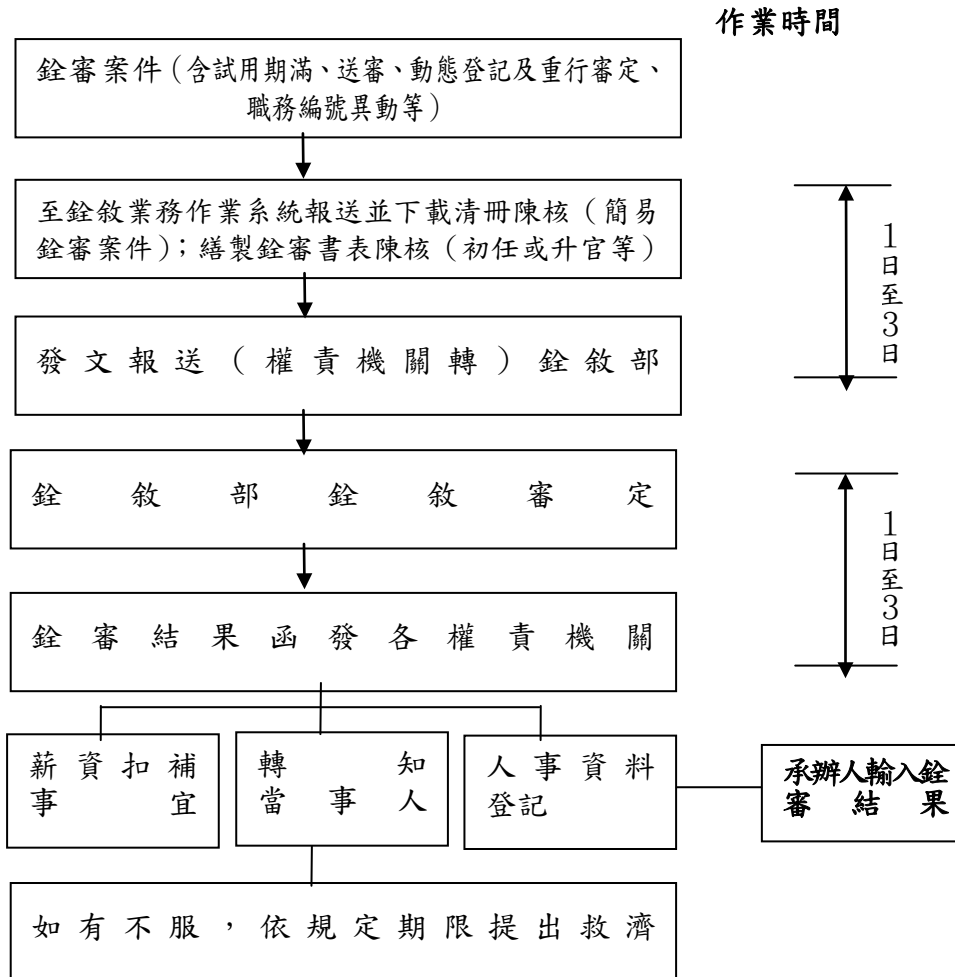 作業時間
銓審案件（含試用期滿、送審、動態登記及重行審定、
職務編號異動等）
至銓敘業務作業系統報送並下載清冊陳核（簡易
銓審案件）；繕製銓審書表陳核（初任或升官等）
1日至3日
發文報送（權責機關轉）銓敘部
銓敘部銓敘審定
1日至3日
銓審結果函發各權責機關
薪資扣補
事宜
轉知
當事人
人事資料
登記
承辦人輸入銓
審結果
如有不服，依規定期限提出救濟